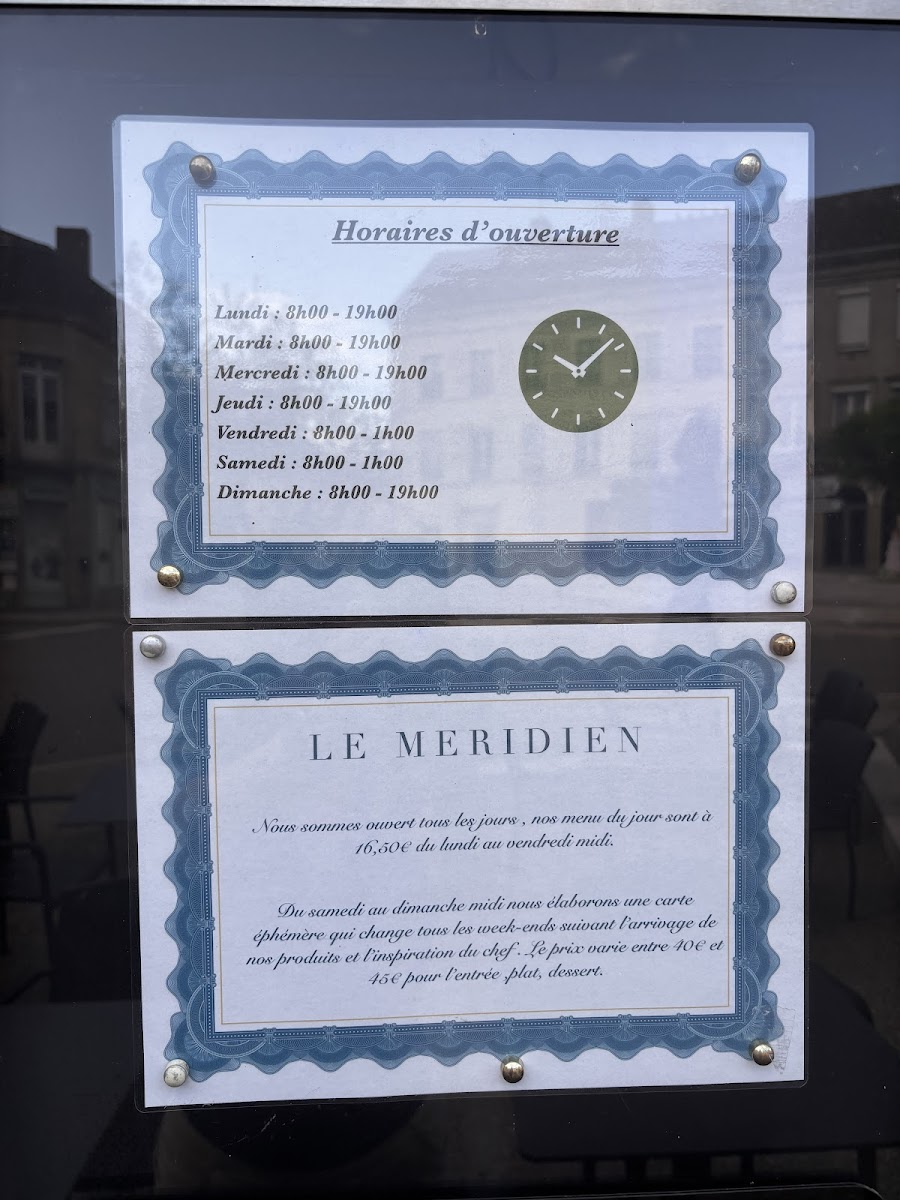 Horaires d'ouverture
Lundi : 8h00 - 19h00
Mardi : 8h00 - 19h00
Mercredi : 8h00 - 19h00
Jeudi : 8h00 - 19h00
Vendredi : 8h00 - 1h00
Samedi : 8h00 - 1h00
Dimanche : 8h00 - 19h00
LE MERIDIEN
Nous sommes ouvert tous les jours , nos menu du jour sont à
16,50€ du lundi au vendredi midi.
Du samedi au dimanche midi nous élaborons une carte
éphémère qui change tous les week-ends suivant l'arrivage de
nos produits et l'inspiration du chef . Le prix varie entre 40€ et
45€ pour l'entrée ,plat, dessert.